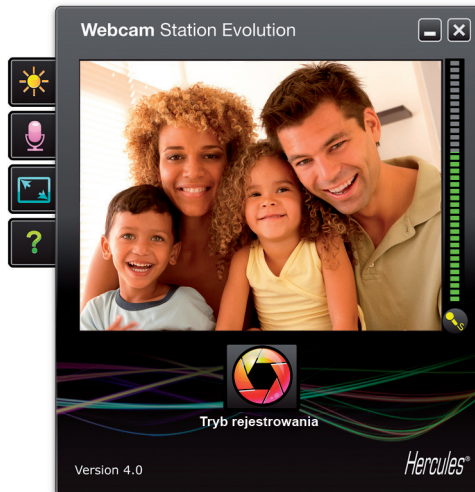 Webcam Station Evolution
?
Tryb rejestrowania
Version 4.0
Hercules®